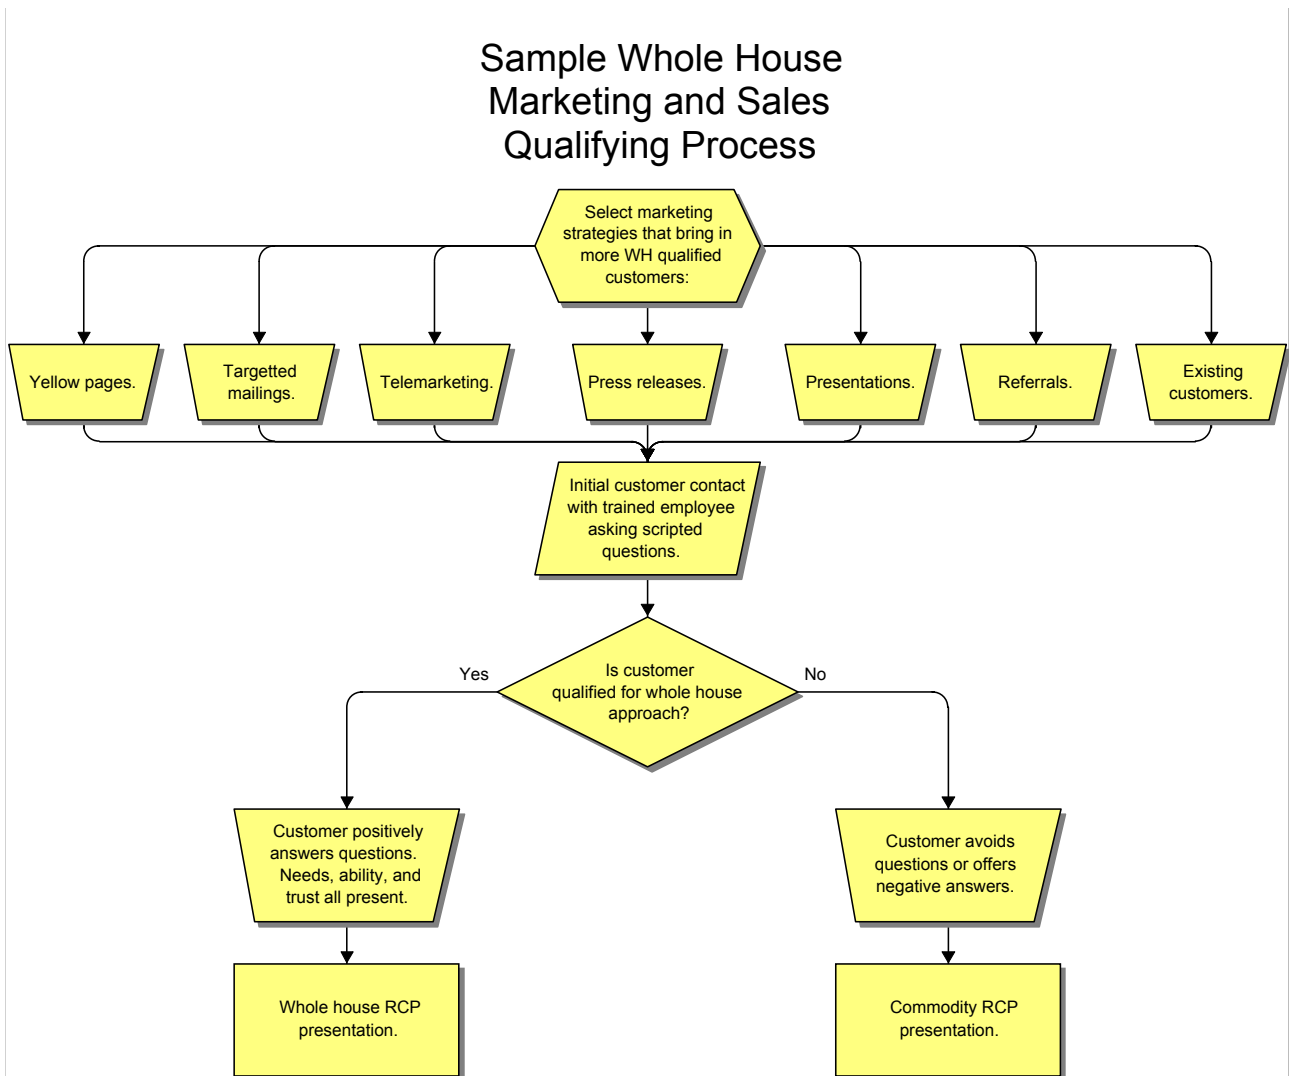 Sample Whole House
Marketing and Sales
Qualifying Process
Select marketing
strategies that bring in
more WH qualified
customers:
Yellow pages.
Targetted
mailings.
Telemarketing.
Press releases.
Presentations.
Referrals.
Existing
customers.
Initial customer contact
with trained employee
asking scripted
questions.
Is customer
qualified for whole house
approach?
Yes
No
Customer positively
answers questions.
Needs, ability, and
trust all present.
Customer avoids
questions or offers
negative answers.
Whole house RCP
presentation.
Commodity RCP
presentation.